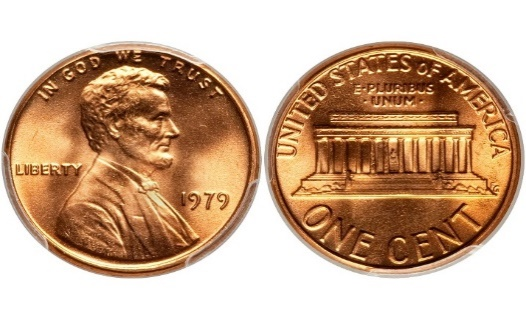 IN GOD WE TRUST
LIBERTY
1979
UNITED STATES OF AMERICA
E·PLURIBUS
·UNUM·
ONE CENT